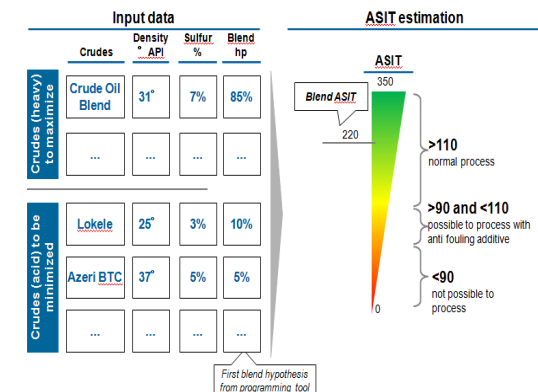 Input data
ASIT estimation
Crudes
Density
° API
Sulfur
%
Blend
hp
Crudes (heavy)
to maximize
Crude Oil
Blend
31°
7%
85%
...
...
...
...
Crudes (acid) to be
minimized
Lokele
25°
3%
10%
Azeri BTC
37°
5%
5%
...
...
...
...
First blend hypothesis
from programming tool
ASIT
350
Blend ASIT
220
>110
normal process
>90 and <110
possible to process with
anti fouling additive
<90
not possible to
process
0